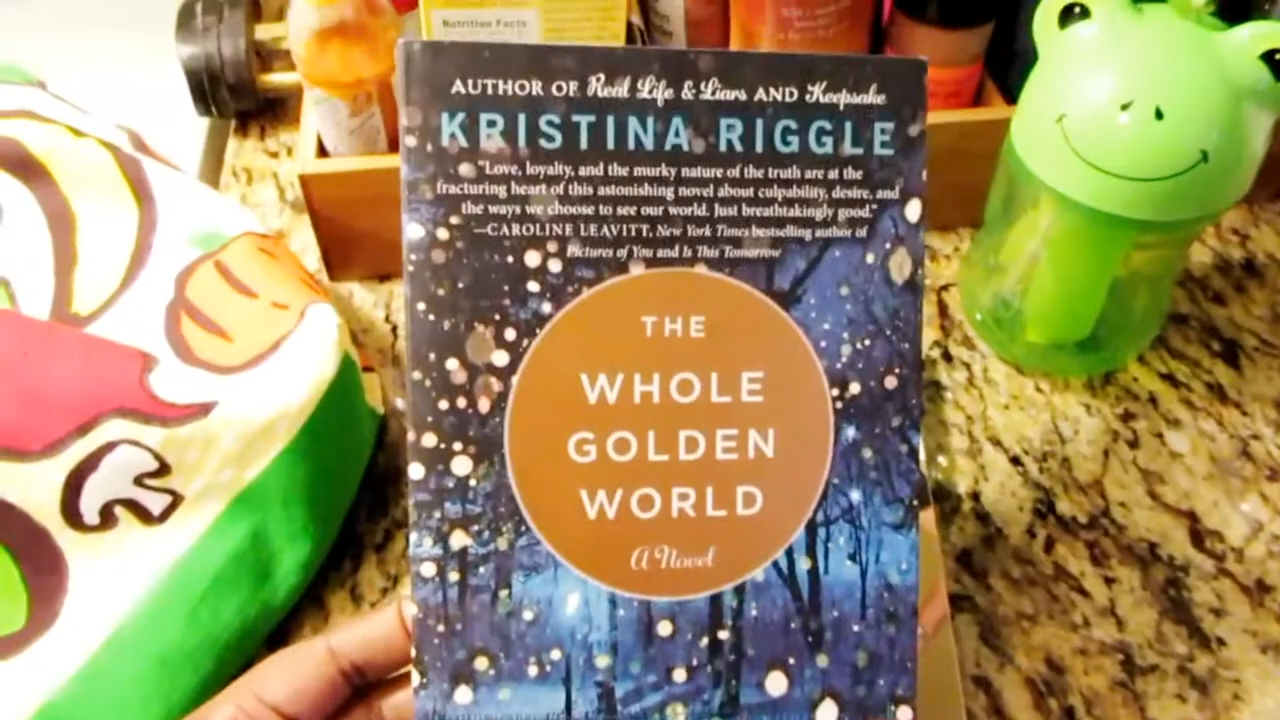 Nutrition Facts
AUTHOR OF Real Life & Liars AND Keepsake
KRISTINA RIGGLE
"Love, loyalty, and the murky nature of the truth are at the
fracturing heart of this astonishing novel about culpability, desire, and
the ways we choose to see our world. Just breathtakingly good."
—CAROLINE LEAVITT, New York Times bestselling author of
Pictures of You and Is This Tomorrow
THE
WHOLE
GOLDEN
WORLD
A Novel